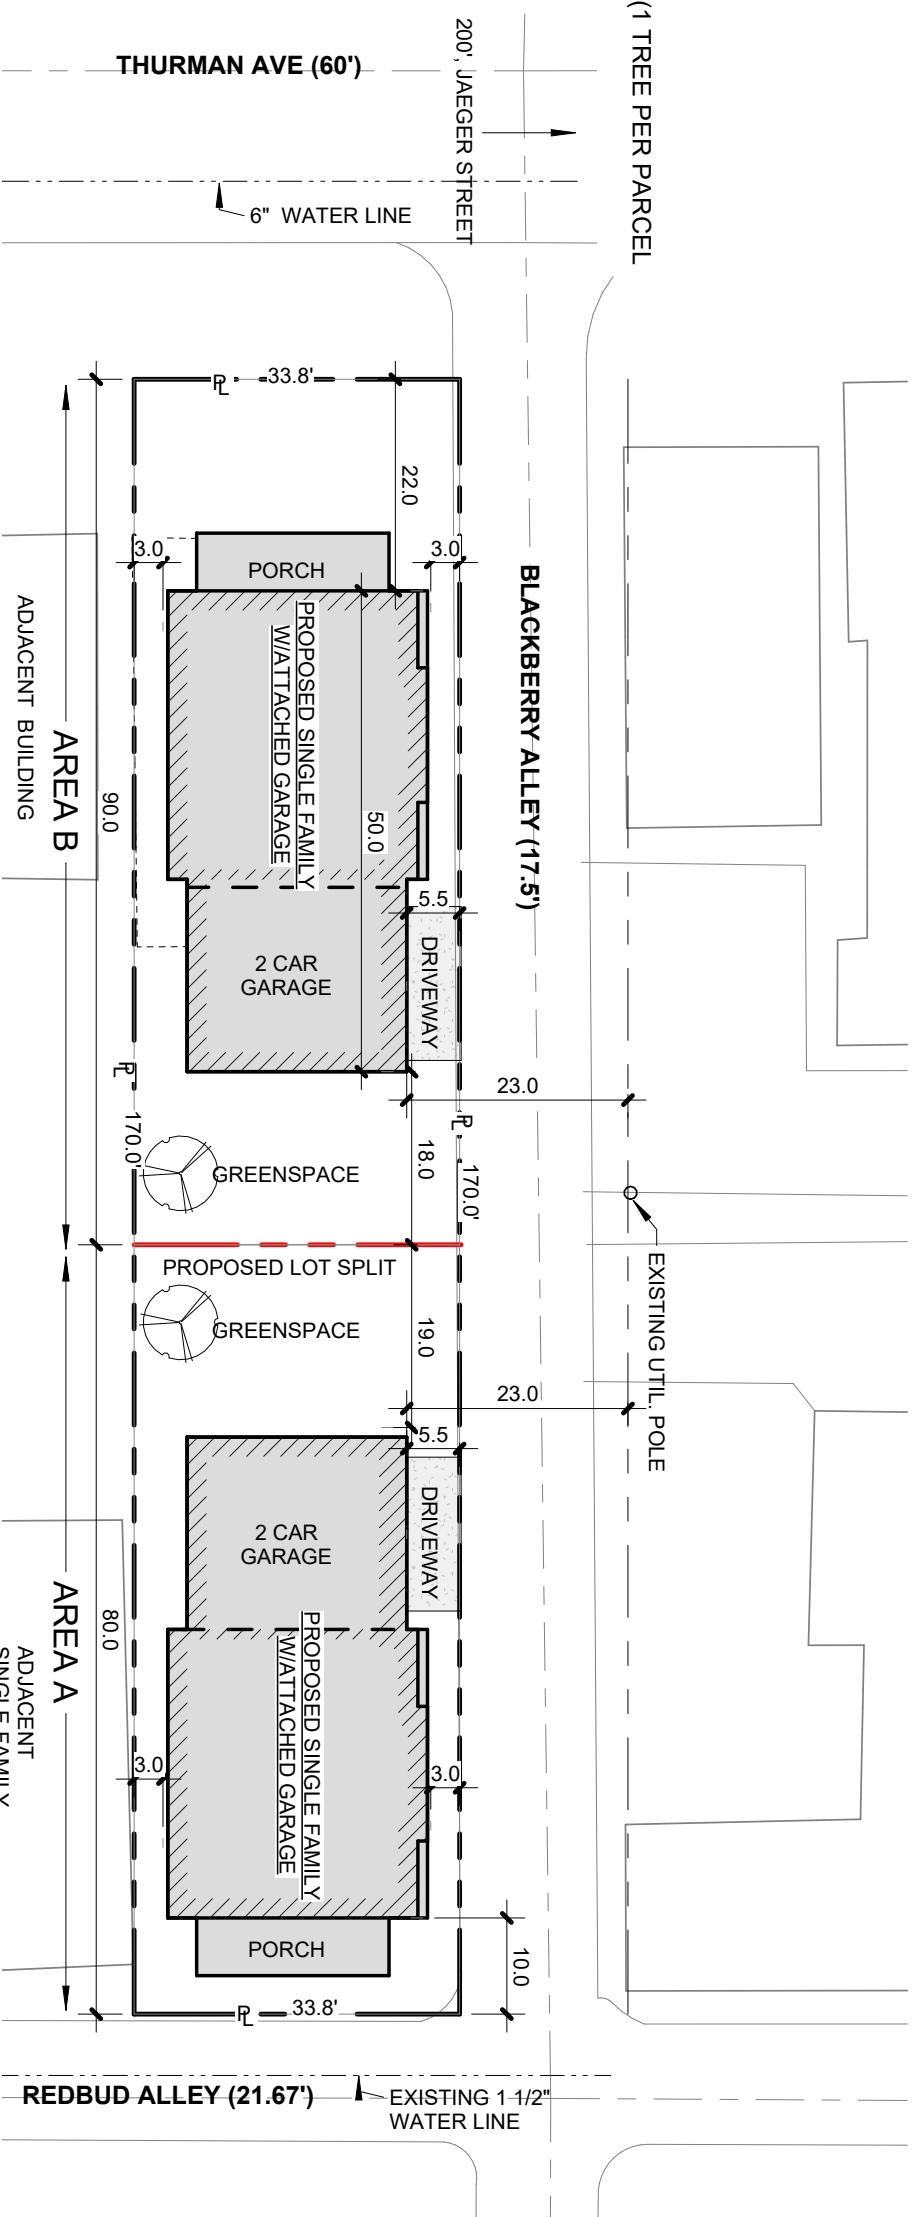 (1 TREE PER PARCEL
THURMAN AVE (60')
200', JAEGER STREET
6" WATER LINE
PL
33.8'
22.0
3.0
3.0
PORCH
BLACKBERRY ALLEY (17.5')
PROPOSED SINGLE FAMILY
W/ATTACHED GARAGE
ADJACENT BUILDING
AREA B
90.0
50.0
5.5
DRIVEWAY
2 CAR
GARAGE
PL
170.0'
23.0
PL
170.0'
18.0
GREENSPACE
PROPOSED LOT SPLIT
EXISTING UTIL. POLE
GREENSPACE
19.0
23.0
5.5
DRIVEWAY
2 CAR
GARAGE
AREA A
80.0
PROPOSED SINGLE FAMILY
W/ATTACHED GARAGE
ADJACENT
SINGLE FAMILY
3.0
3.0
PORCH
10.0
PL
33.8'
REDBUD ALLEY (21.67')
EXISTING 1 1/2"
WATER LINE